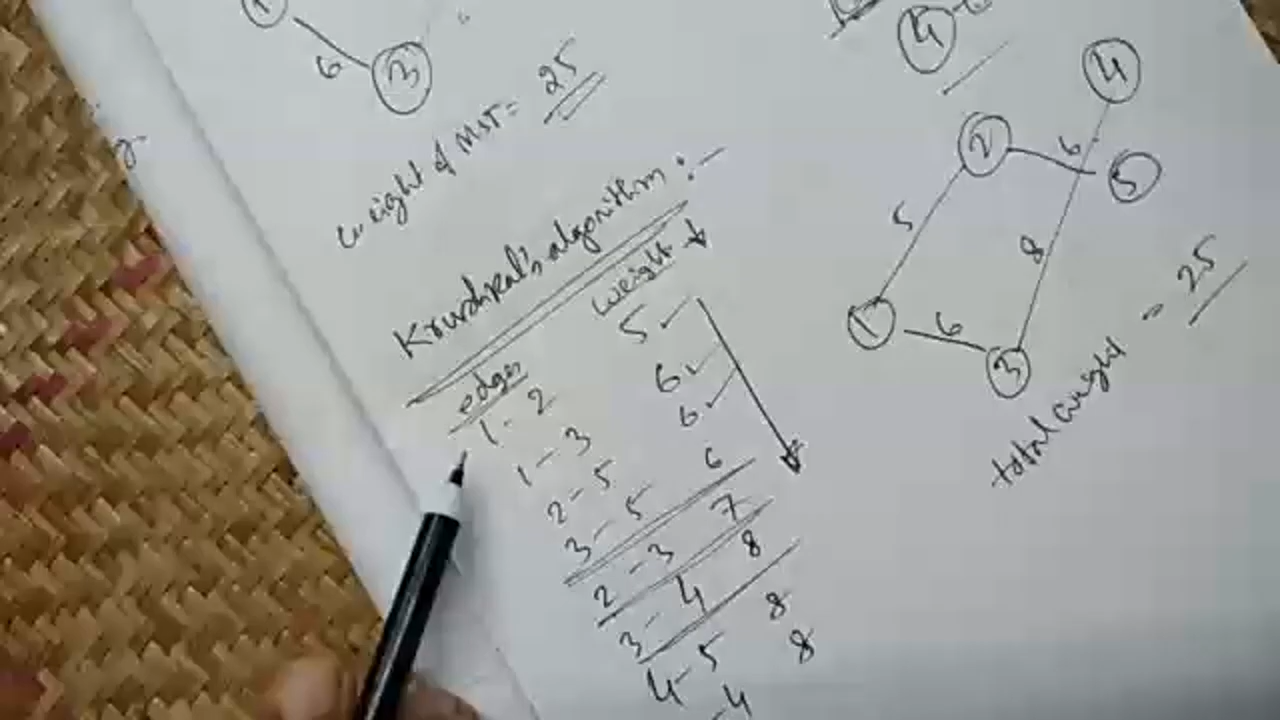 6
3
weight of MST = 25
Krushkal's algorithm :-
edges weight
1 - 2 5
1 - 3 6
2 - 5 6
3 - 5 6
2 - 3 7
3 - 4 8
4 - 5 8
- 4 8
4
4
2
6
5
5
8
1
6
3
total weight = 25